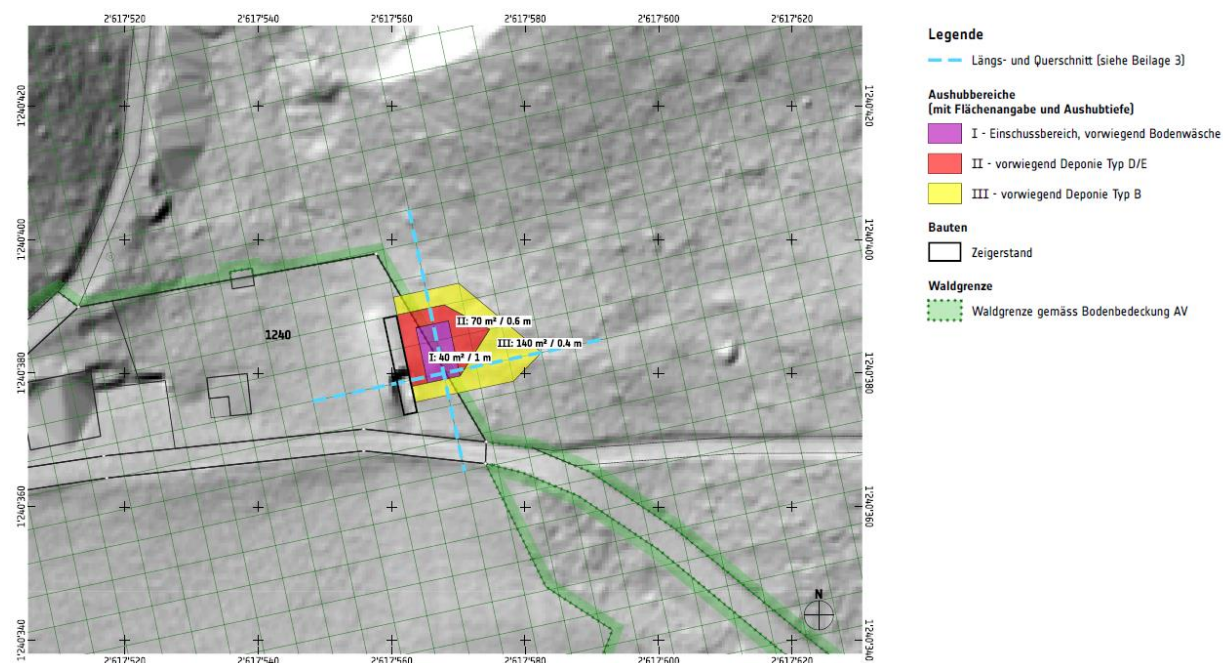 2'617'520 2'617'540 2'617'560 2'617'580 2'617'600 2'617'620
1'240'420 1'240'420
1'240'400 1'240'400
1'240'380 1'240'380
1'240'360 1'240'360
1'240'340 1'240'340
1240
II: 70 m² / 0.6 m
III: 140 m² / 0.4 m
I: 40 m² / 1 m
N
2'617'520 2'617'540 2'617'560 2'617'580 2'617'600 2'617'620
Legende
Längs- und Querschnitt (siehe Beilage 3)
Aushubbereiche
(mit Flächenangabe und Aushubtiefe)
I - Einschussbereich, vorwiegend Bodenwäsche
II - vorwiegend Deponie Typ D/E
III - vorwiegend Deponie Typ B
Bauten
Zeigerstand
Waldgrenze
Waldgrenze gemäss Bodenbedeckung AV